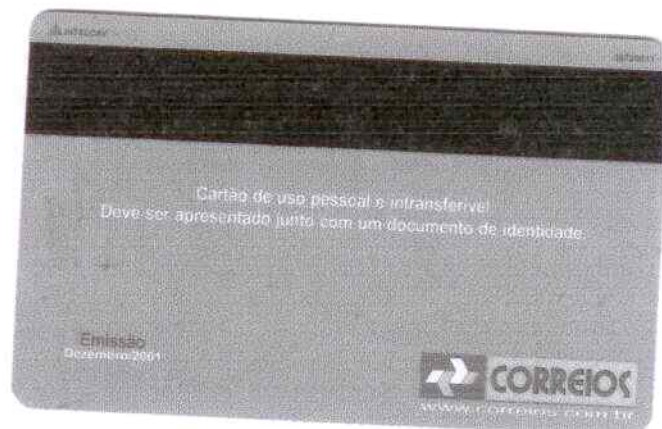 Cartão de uso pessoal e intransferível
Deve ser apresentado junto com um documento de identidade.
Emissão
Dezembro/2001
CORREIOS
www.correios.com.br